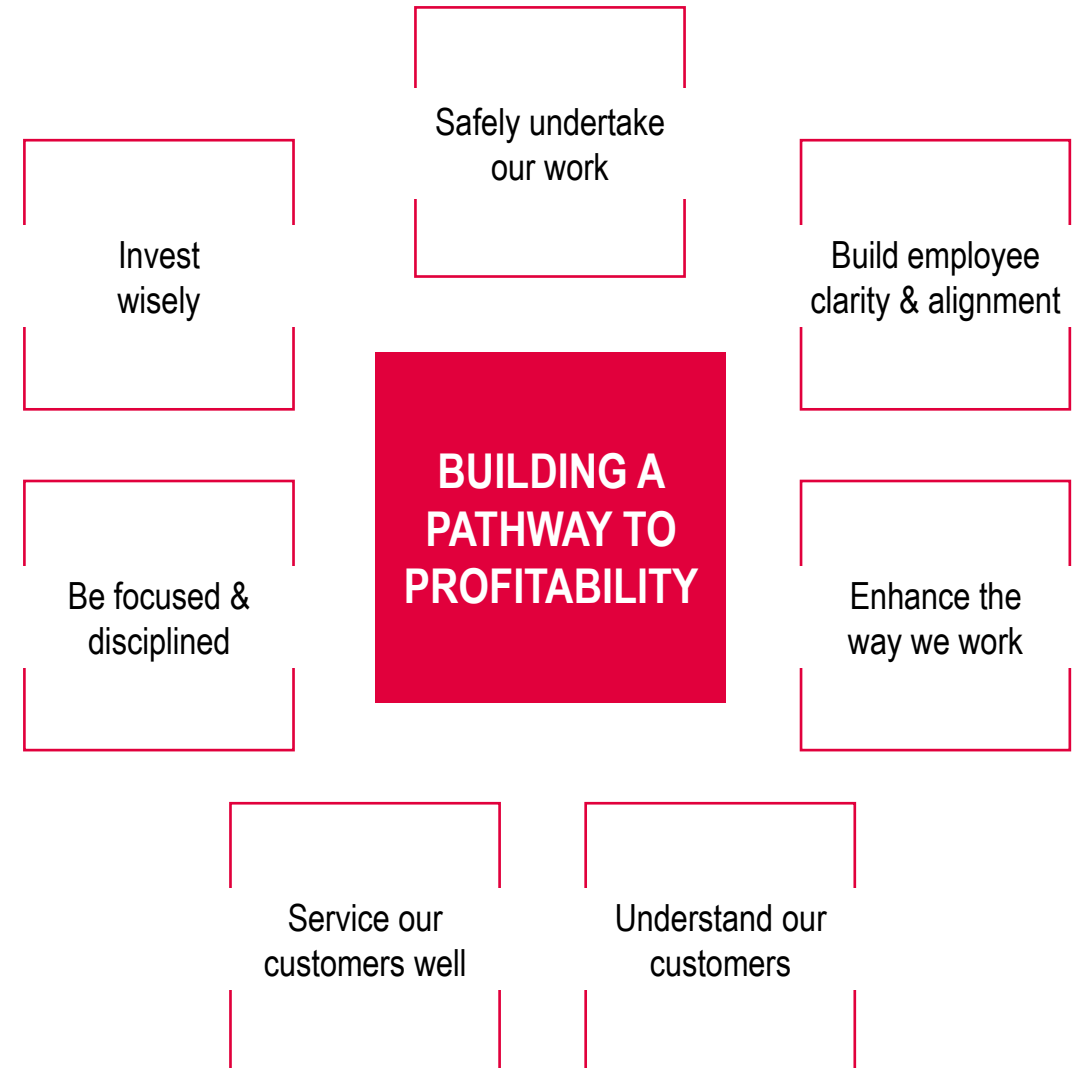 Safely undertake
our work
Invest
wisely
Build employee
clarity & alignment
BUILDING A
PATHWAY TO
PROFITABILITY
Be focused &
disciplined
Enhance the
way we work
Service our
customers well
Understand our
customers